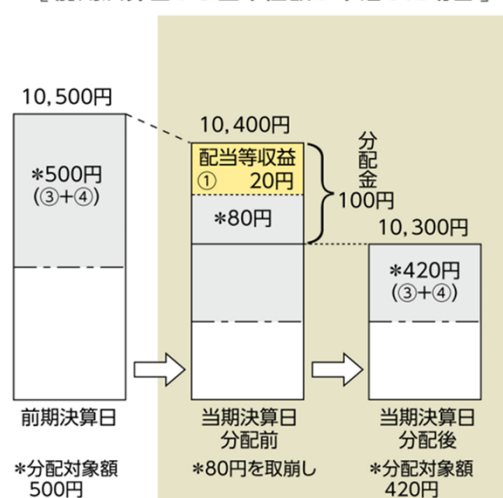 10,500円
*500円
(③+④)
10,400円
配当等収益
① 20円
*80円
分配金
100円
10,300円
*420円
(③+④)
前期決算日
当期決算日
分配前
当期決算日
分配後
*分配対象額
500円
*80円を取崩し
*分配対象額
420円